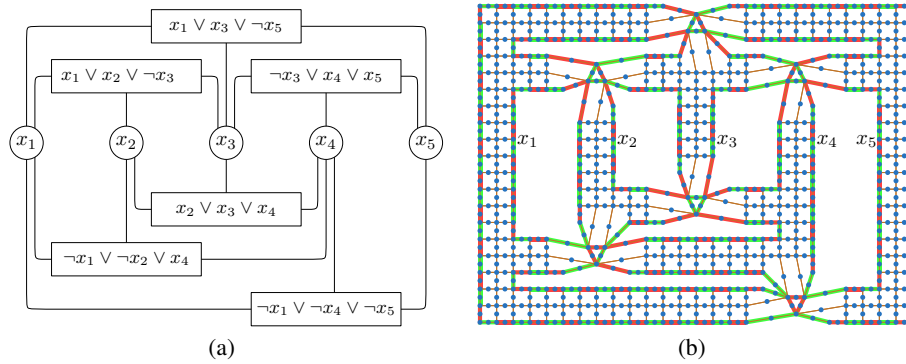 x₁ ∨ x₃ ∨ ¬x₅
x₁ ∨ x₂ ∨ ¬x₃
¬x₃ ∨ x₄ ∨ x₅
x₁ x₂ x₃ x₄ x₅
x₂ ∨ x₃ ∨ x₄
¬x₁ ∨ ¬x₂ ∨ x₄
¬x₁ ∨ ¬x₄ ∨ ¬x₅
(a)
x₁ x₂ x₃ x₄ x₅
(b)